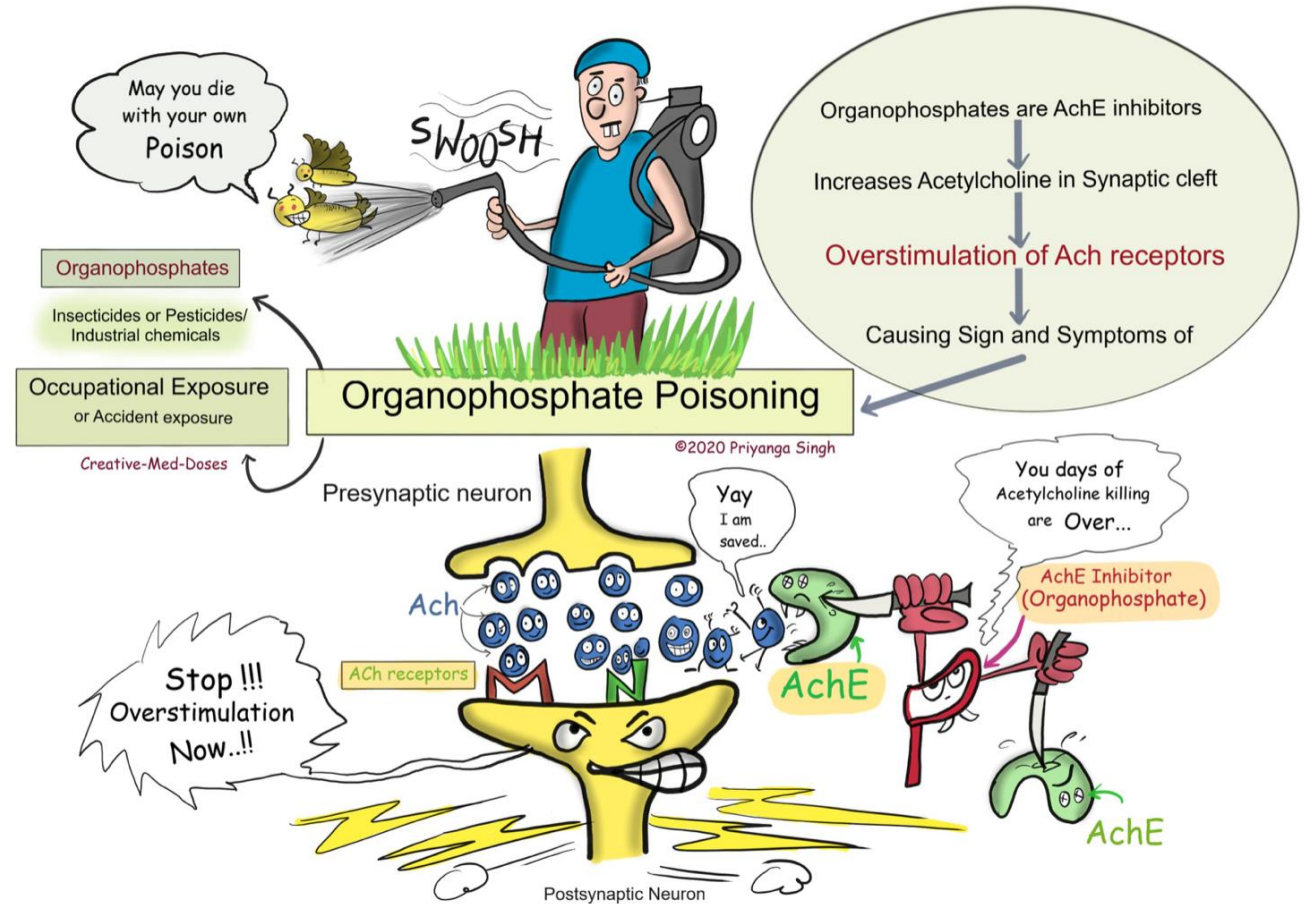 May you die
with your own
Poison
SWOOSH
Organophosphates are AchE inhibitors
Increases Acetylcholine in Synaptic cleft
Overstimulation of Ach receptors
Causing Sign and Symptoms of
Organophosphates
Insecticides or Pesticides/
Industrial chemicals
Occupational Exposure
or Accident exposure
Creative-Med-Doses
Organophosphate Poisoning
©2020 Priyanga Singh
Presynaptic neuron
Yay
I am
saved..
You days of
Acetylcholine killing
are Over...
AchE Inhibitor
(Organophosphate)
Ach
ACh receptors
M
N
AchE
Stop !!!
Overstimulation
Now..!!
AchE
Postsynaptic Neuron